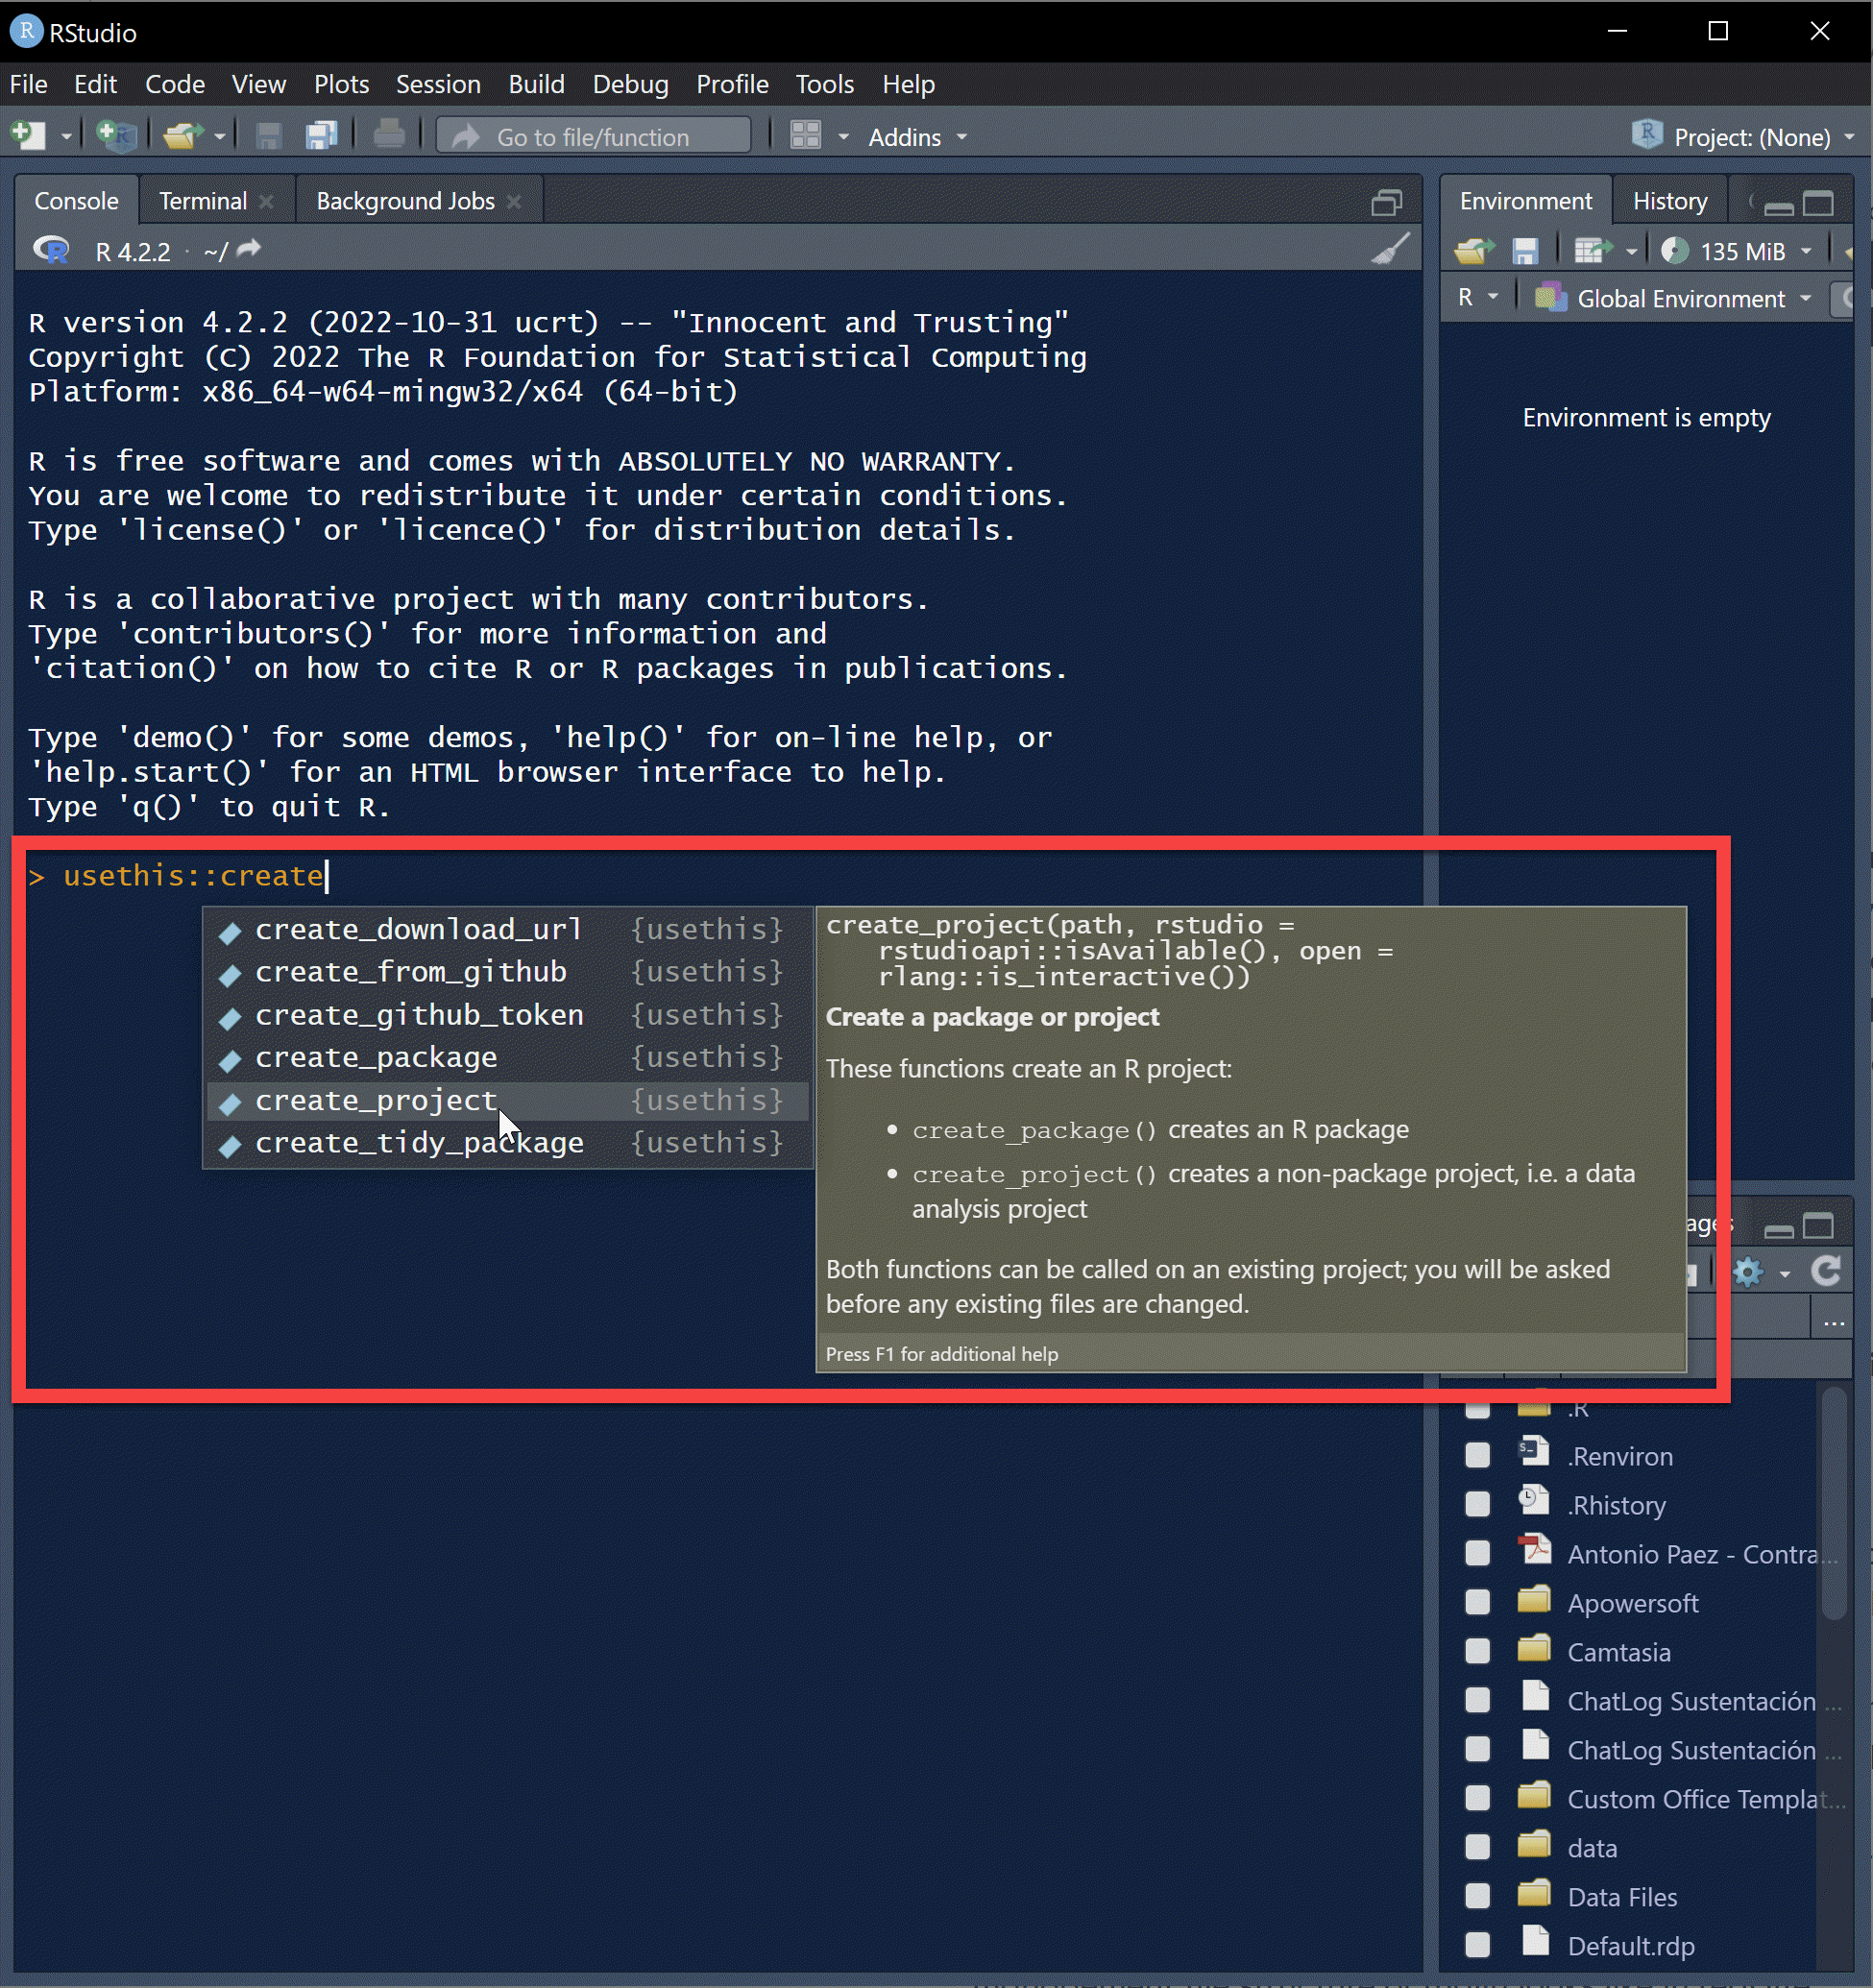 RStudio
File Edit Code View Plots Session Build Debug Profile Tools Help
Go to file/function Addins Project: (None)
Console Terminal Background Jobs
R 4.2.2 · ~/
R version 4.2.2 (2022-10-31 ucrt) -- "Innocent and Trusting"
Copyright (C) 2022 The R Foundation for Statistical Computing
Platform: x86_64-w64-mingw32/x64 (64-bit)
R is free software and comes with ABSOLUTELY NO WARRANTY.
You are welcome to redistribute it under certain conditions.
Type 'license()' or 'licence()' for distribution details.
R is a collaborative project with many contributors.
Type 'contributors()' for more information and
'citation()' on how to cite R or R packages in publications.
Type 'demo()' for some demos, 'help()' for on-line help, or
'help.start()' for an HTML browser interface to help.
Type 'q()' to quit R.
> usethis::create
create_download_url {usethis}
create_from_github {usethis}
create_github_token {usethis}
create_package {usethis}
create_project {usethis}
create_tidy_package {usethis}
create_project(path, rstudio =
rstudioapi::isAvailable(), open =
rlang::is_interactive())
Create a package or project
These functions create an R project:
• create_package() creates an R package
• create_project() creates a non-package project, i.e. a data
analysis project
Both functions can be called on an existing project; you will be asked
before any existing files are changed.
Press F1 for additional help
Environment History
135 MiB
R Global Environment
Environment is empty
...
.R
.Renviron
.Rhistory
Antonio Paez - Contra...
Apowersoft
Camtasia
ChatLog Sustentación ...
ChatLog Sustentación ...
Custom Office Templat...
data
Data Files
Default.rdp